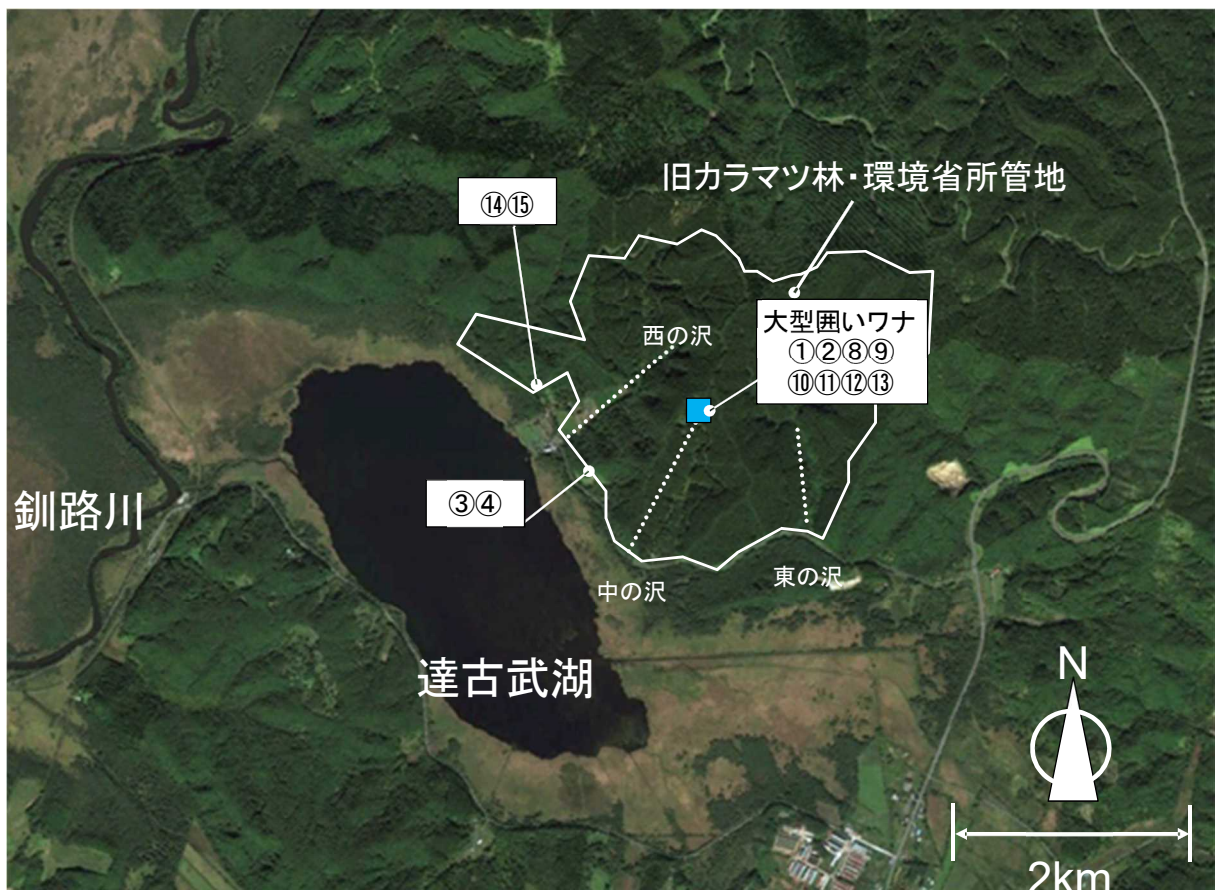 旧カラマツ林・環境省所管地
⑭⑮
大型囲いワナ
①②⑧⑨
⑩⑪⑫⑬
西の沢
③④
釧路川
中の沢
東の沢
達古武湖
N
2km